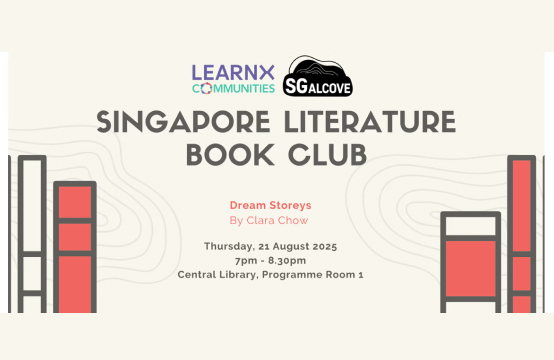 LEARNX
COMMUNITIES
SGALCOVE
SINGAPORE LITERATURE
BOOK CLUB
Dream Storeys
By Clara Chow
Thursday, 21 August 2025
7pm - 8.30pm
Central Library, Programme Room 1